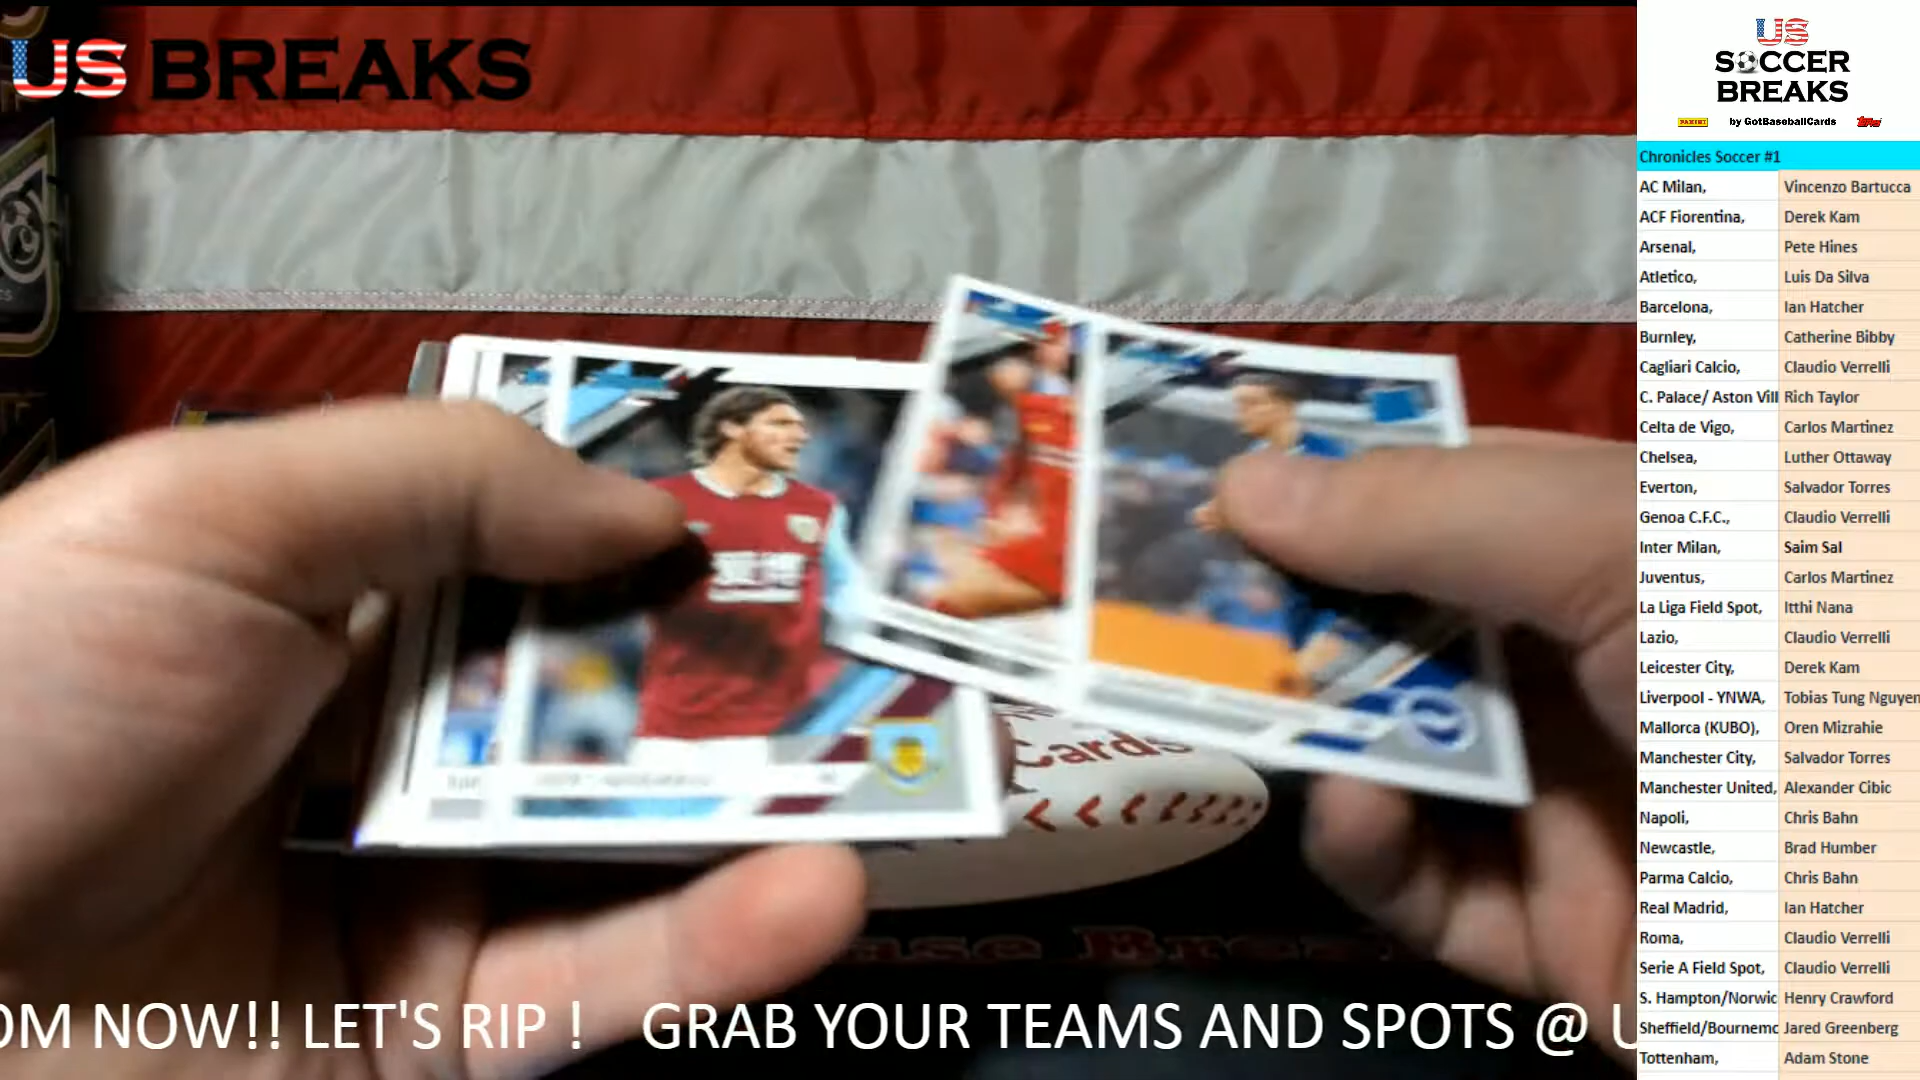 US BREAKS
US
SOCCER
BREAKS
PANINI by GotBaseballCards Topps
Chronicles Soccer #1
AC Milan, Vincenzo Bartucca
ACF Fiorentina, Derek Kam
Arsenal, Pete Hines
Atletico, Luis Da Silva
Barcelona, Ian Hatcher
Burnley, Catherine Bibby
Cagliari Calcio, Claudio Verrelli
C. Palace/ Aston Vill Rich Taylor
Celta de Vigo, Carlos Martinez
Chelsea, Luther Ottaway
Everton, Salvador Torres
Genoa C.F.C., Claudio Verrelli
Inter Milan, Saim Sal
Juventus, Carlos Martinez
La Liga Field Spot, Itthi Nana
Lazio, Claudio Verrelli
Leicester City, Derek Kam
Liverpool - YNWA, Tobias Tung Nguyen
Mallorca (KUBO), Oren Mizrahie
Manchester City, Salvador Torres
Manchester United, Alexander Cibic
Napoli, Chris Bahn
Newcastle, Brad Humber
Parma Calcio, Chris Bahn
Real Madrid, Ian Hatcher
Roma, Claudio Verrelli
Serie A Field Spot, Claudio Verrelli
S. Hampton/Norwic Henry Crawford
Sheffield/Bournemo Jared Greenberg
Tottenham, Adam Stone
Cards
OM NOW!! LET'S RIP ! GRAB YOUR TEAMS AND SPOTS @ U